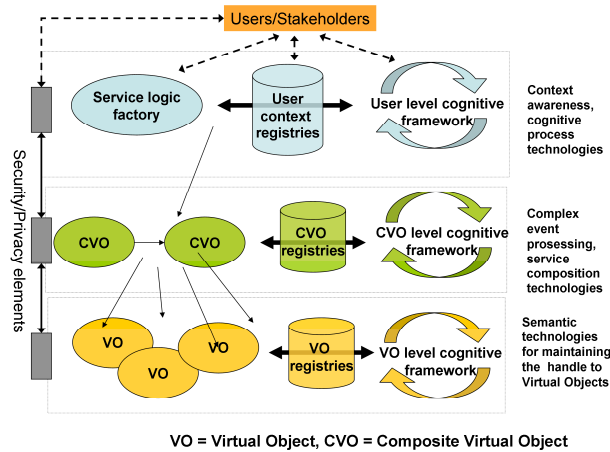 Users/Stakeholders
Service logic
factory
User
context
registries
User level cognitive
framework
Context
awareness,
cognitive
process
technologies
Security/Privacy elements
CVO
CVO
CVO
registries
CVO level cognitive
framework
Complex
event
prosessing,
service
composition
technologies
VO
VO
VO
VO
registries
VO level cognitive
framework
Semantic
technologies
for maintaining
the handle to
Virtual Objects
VO = Virtual Object, CVO = Composite Virtual Object